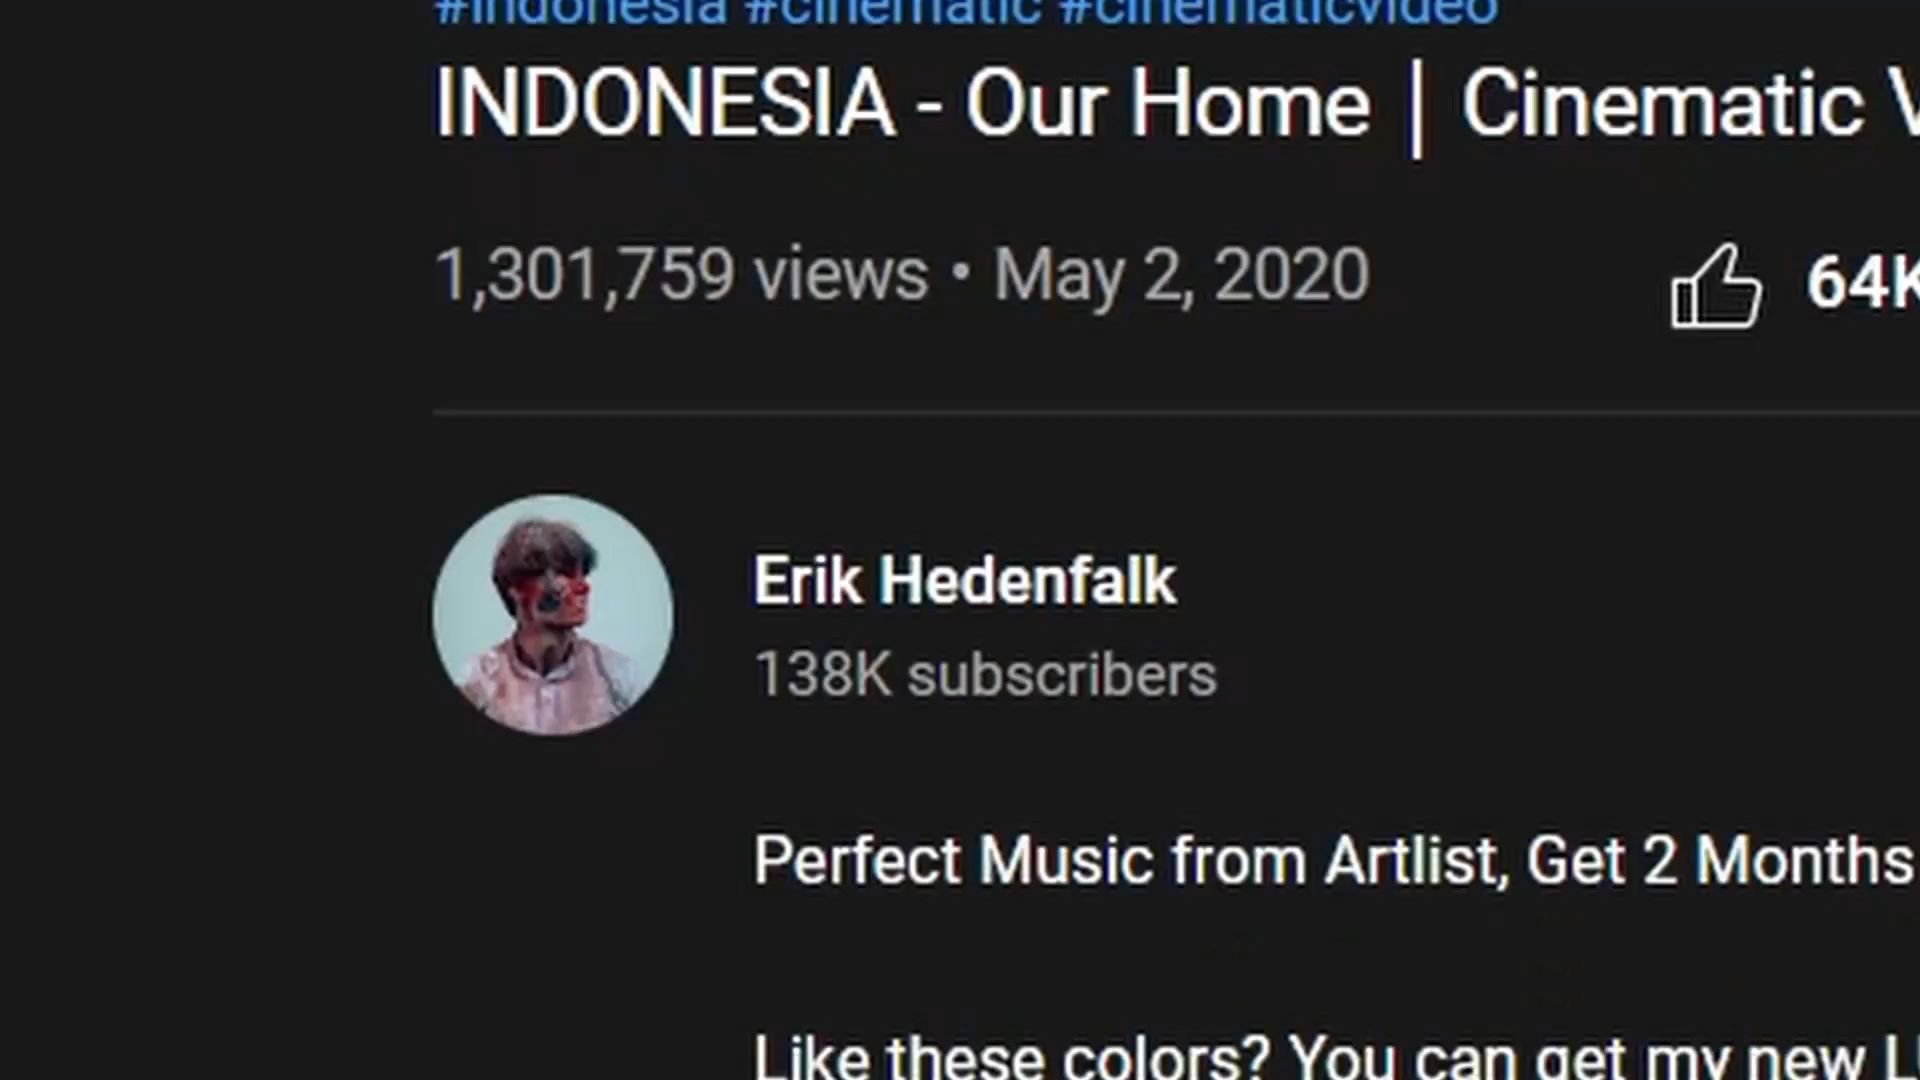 #indonesia #cinematic #cinematicvideo
INDONESIA - Our Home | Cinematic
1,301,759 views • May 2, 2020
64K
Erik Hedenfalk
138K subscribers
Perfect Music from Artlist, Get 2 Months
Like these colors? You can get my new